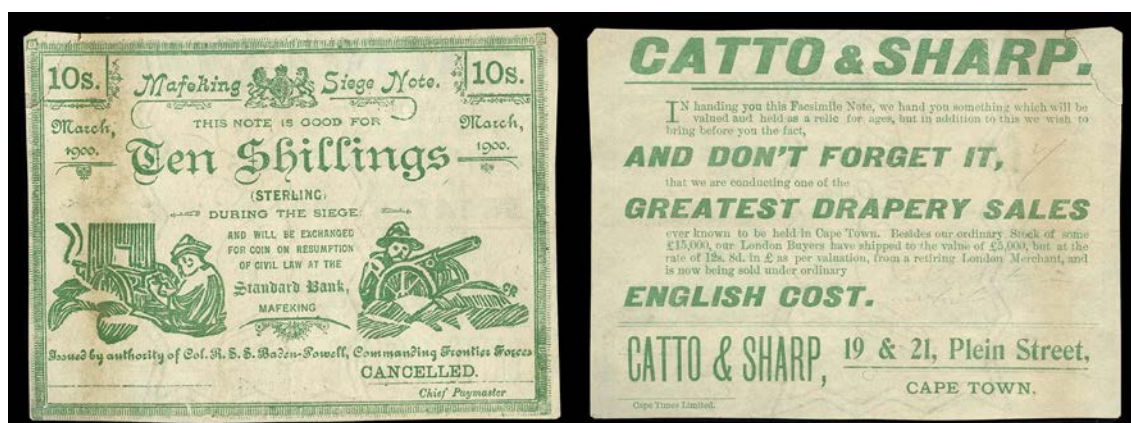 10s. Mafeking Siege Note. 10s.
March, 1900. THIS NOTE IS GOOD FOR March, 1900.
Ten Shillings
(STERLING)
DURING THE SIEGE:
AND WILL BE EXCHANGED
FOR COIN ON RESUMPTION
OF CIVIL LAW AT THE
Standard Bank,
MAFEKING
Issued by authority of Col. R. S. S. Baden-Powell, Commanding Frontier Forces
CANCELLED.
Chief Paymaster
CATTO & SHARP.
IN handing you this Facsimile Note, we hand you something which will be
valued and held as a relic for ages, but in addition to this we wish to
bring before you the fact,
AND DON'T FORGET IT,
that we are conducting one of the
GREATEST DRAPERY SALES
ever known to be held in Cape Town. Besides our ordinary Stock of some
£15,000, our London Buyers have shipped to the value of £5,000, but at the
rate of 12s. 8d. in £ as per valuation, from a retiring London Merchant, and
is now being sold under ordinary
ENGLISH COST.
CATTO & SHARP, 19 & 21, Plein Street,
CAPE TOWN.
Cape Times Limited.